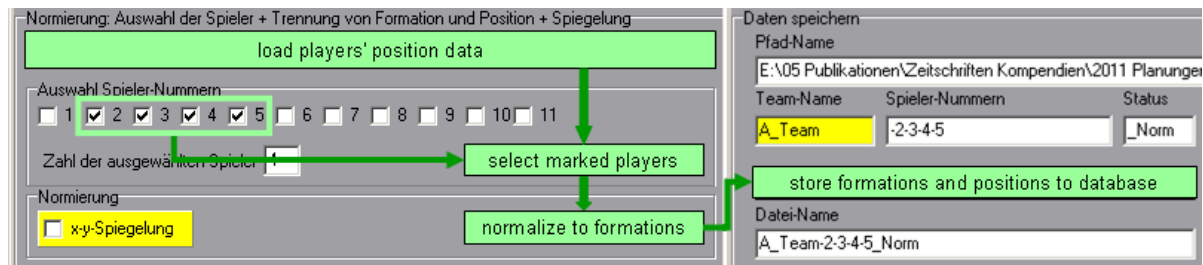 Normierung: Auswahl der Spieler + Trennung von Formation und Position + Spiegelung
load players' position data
Auswahl Spieler-Nummern
1 2 3 4 5 6 7 8 9 10 11
Zahl der ausgewählten Spieler 4
select marked players
Normierung
x-y-Spiegelung
normalize to formations
Daten speichern
Pfad-Name
E:\05 Publikationen\Zeitschriften Kompendien\2011 Planungen
Team-Name Spieler-Nummern Status
A_Team -2-3-4-5 _Norm
store formations and positions to database
Datei-Name
A_Team-2-3-4-5_Norm